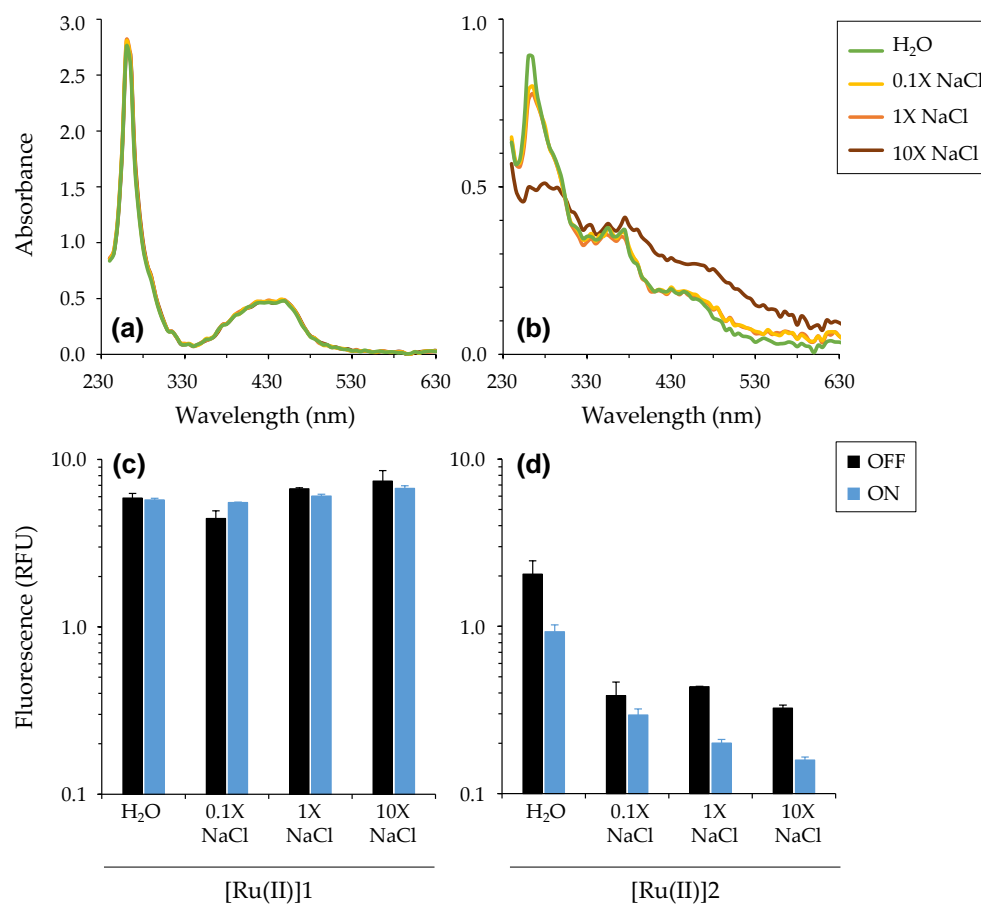 3.0
2.5
2.0
1.5
1.0
0.5
0.0
Absorbance
(a)
230 330 430 530 630
Wavelength (nm)
1.0
0.5
0.0
(b)
230 330 430 530 630
Wavelength (nm)
H₂O
0.1X NaCl
1X NaCl
10X NaCl
10.0
1.0
0.1
Fluorescence (RFU)
(c)
H₂O 0.1X NaCl 1X NaCl 10X NaCl
[Ru(II)]1
10.0
1.0
0.1
(d)
H₂O 0.1X NaCl 1X NaCl 10X NaCl
[Ru(II)]2
OFF
ON